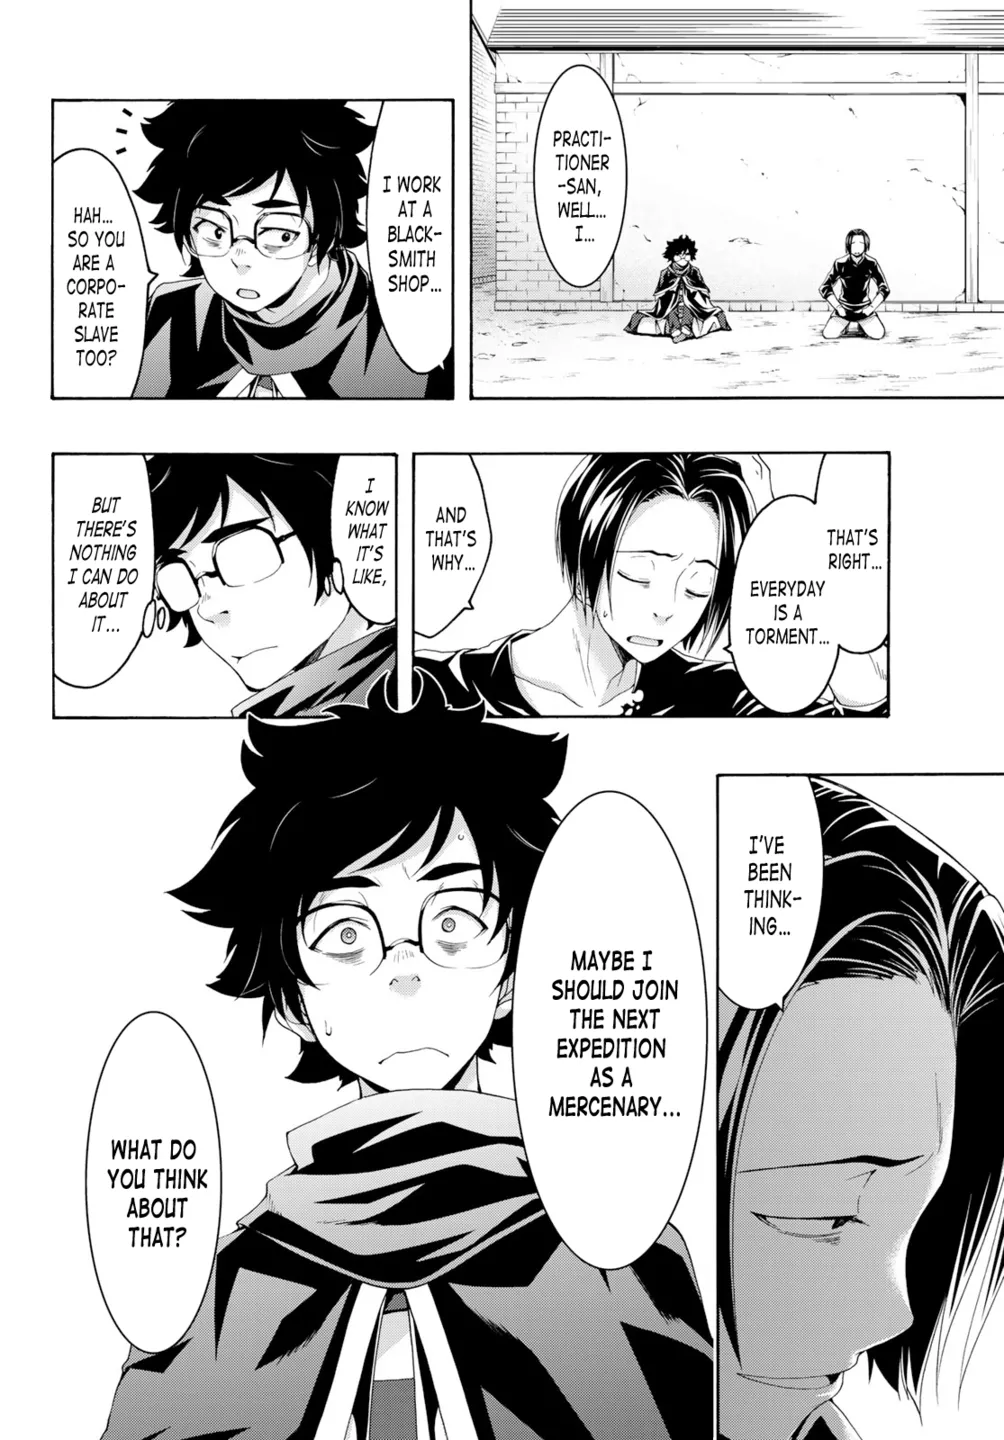 PRACTI-
TIONER
-SAN,
WELL...
I...
I WORK
AT A
BLACK-
SMITH
SHOP...
HAH...
SO YOU
ARE A
CORPO-
RATE
SLAVE
TOO?
THAT'S
RIGHT...
EVERYDAY
IS A
TORMENT...
AND
THAT'S
WHY...
I
KNOW
WHAT
IT'S
LIKE,
BUT
THERE'S
NOTHING
I CAN DO
ABOUT
IT...
I'VE
BEEN
THINK-
ING...
MAYBE I
SHOULD JOIN
THE NEXT
EXPEDITION
AS A
MERCENARY...
WHAT DO
YOU THINK
ABOUT
THAT?